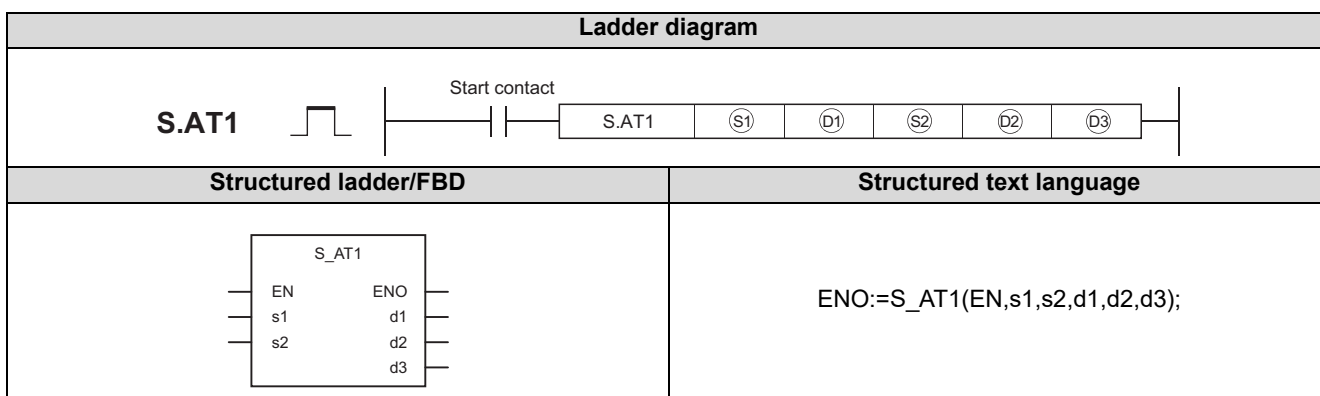 Ladder diagram
Start contact
S.AT1
S.AT1 S1 D1 S2 D2 D3
Structured ladder/FBD
Structured text language
S_AT1
EN ENO
s1 d1
s2 d2
d3
ENO:=S_AT1(EN,s1,s2,d1,d2,d3);